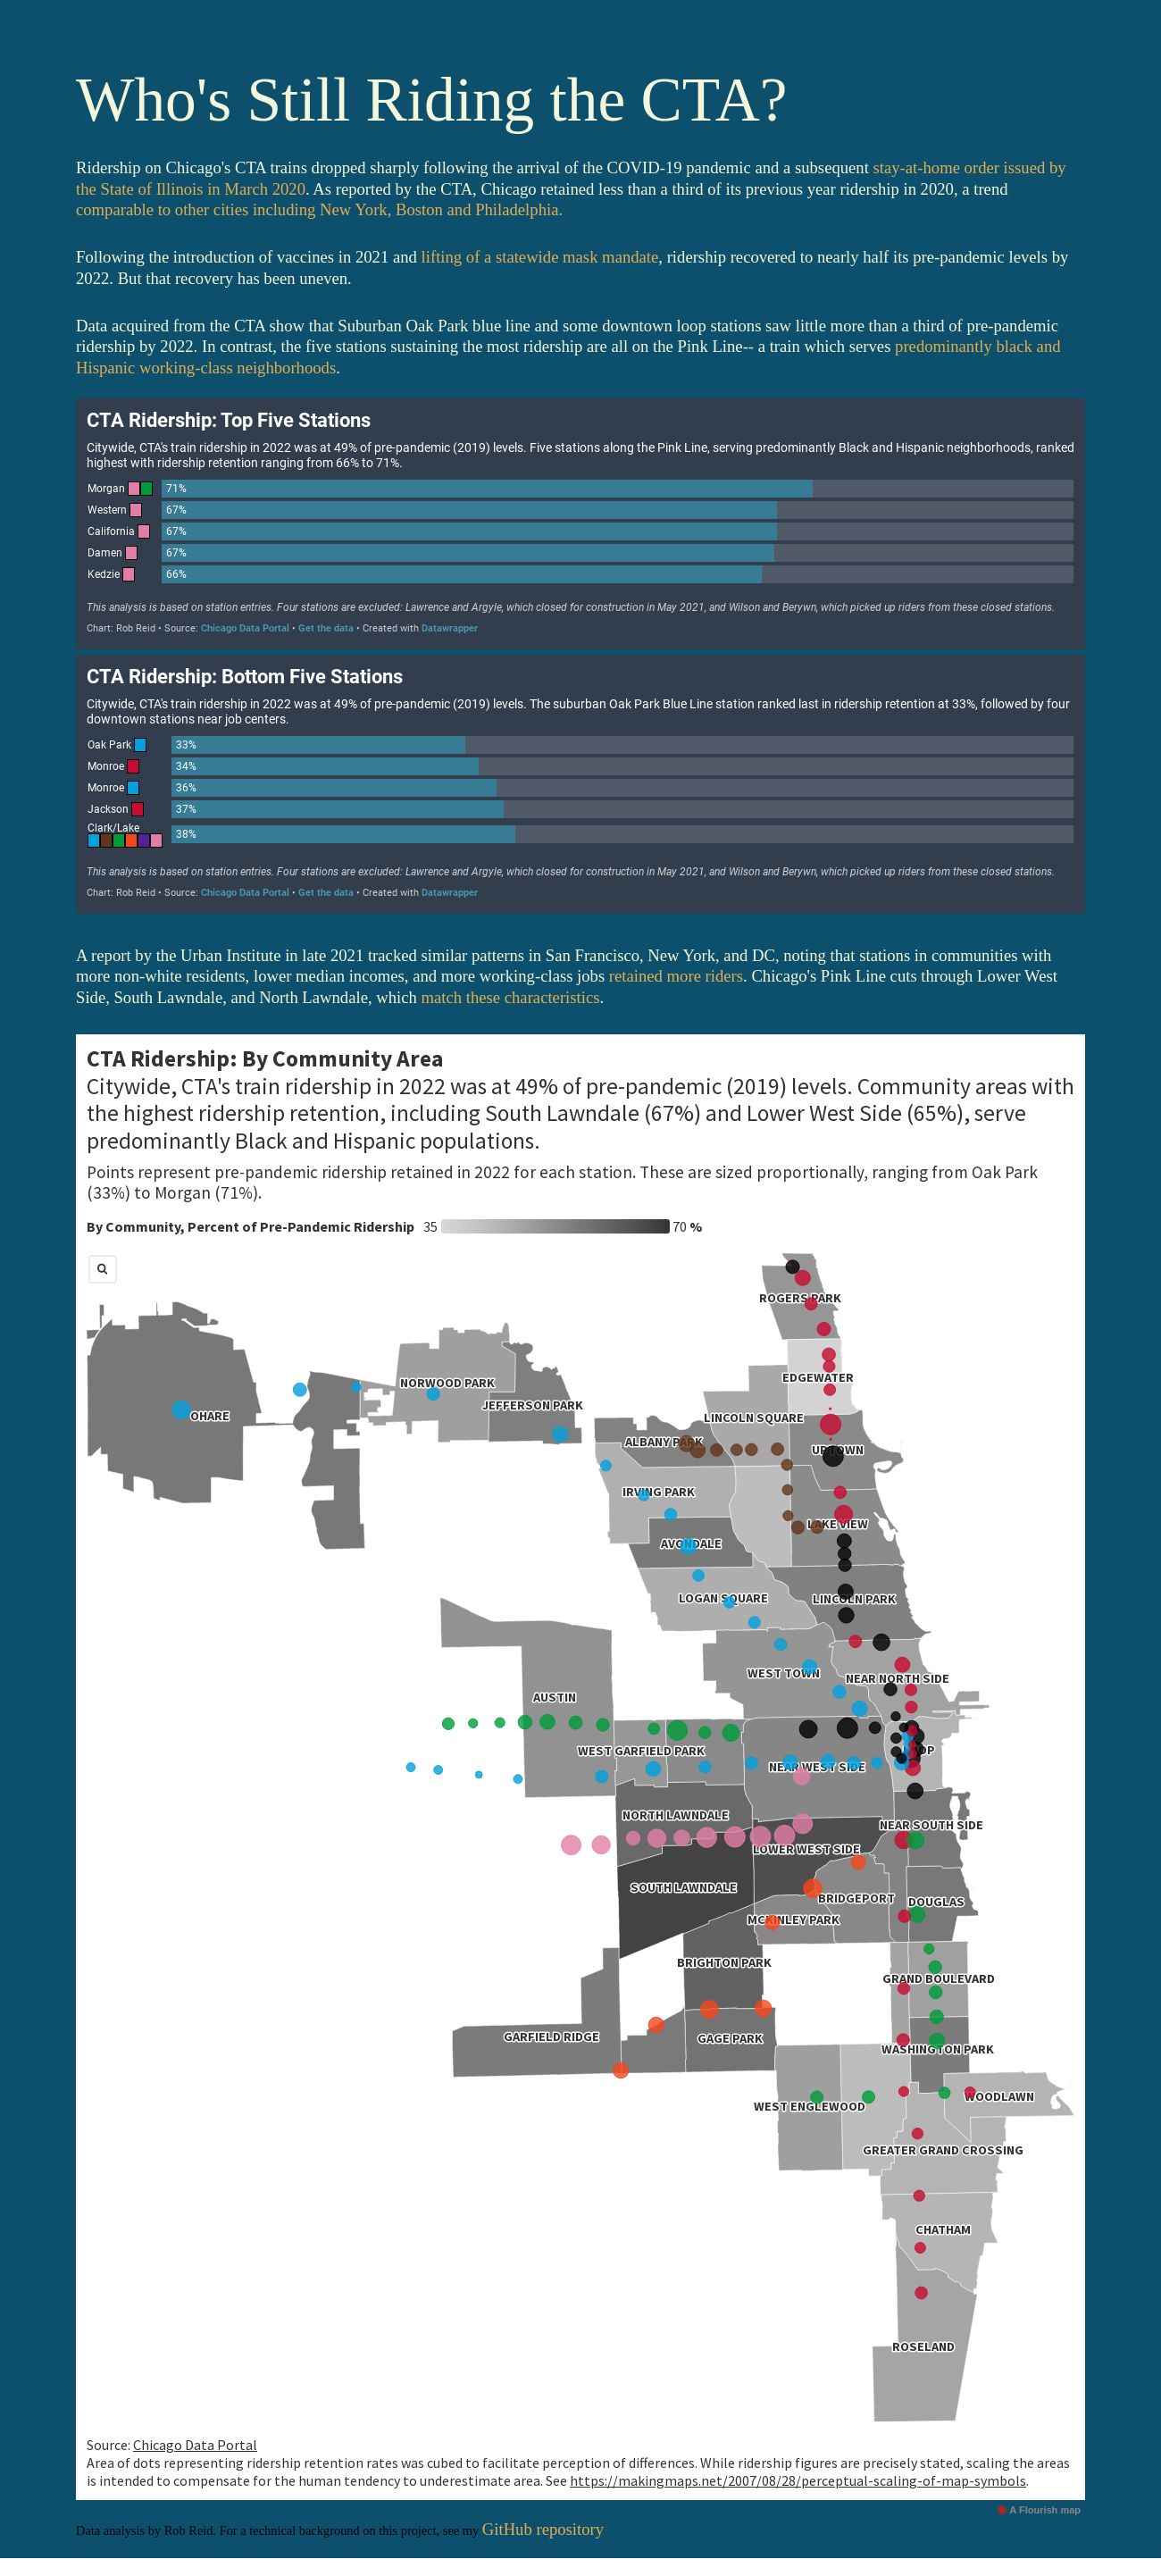 Who's Still Riding the CTA?
Ridership on Chicago's CTA trains dropped sharply following the arrival of the COVID-19 pandemic and a subsequent stay-at-home order issued by
the State of Illinois in March 2020. As reported by the CTA, Chicago retained less than a third of its previous year ridership in 2020, a trend
comparable to other cities including New York, Boston and Philadelphia.
Following the introduction of vaccines in 2021 and lifting of a statewide mask mandate, ridership recovered to nearly half its pre-pandemic levels by
2022. But that recovery has been uneven.
Data acquired from the CTA show that Suburban Oak Park blue line and some downtown loop stations saw little more than a third of pre-pandemic
ridership by 2022. In contrast, the five stations sustaining the most ridership are all on the Pink Line-- a train which serves predominantly black and
Hispanic working-class neighborhoods.
CTA Ridership: Top Five Stations
Citywide, CTA's train ridership in 2022 was at 49% of pre-pandemic (2019) levels. Five stations along the Pink Line, serving predominantly Black and Hispanic neighborhoods, ranked
highest with ridership retention ranging from 66% to 71%.
Morgan 71%
Western 67%
California 67%
Damen 67%
Kedzie 66%
This analysis is based on station entries. Four stations are excluded: Lawrence and Argyle, which closed for construction in May 2021, and Wilson and Berywn, which picked up riders from these closed stations.
Chart: Rob Reid • Source: Chicago Data Portal • Get the data • Created with Datawrapper
CTA Ridership: Bottom Five Stations
Citywide, CTA's train ridership in 2022 was at 49% of pre-pandemic (2019) levels. The suburban Oak Park Blue Line station ranked last in ridership retention at 33%, followed by four
downtown stations near job centers.
Oak Park 33%
Monroe 34%
Monroe 36%
Jackson 37%
Clark/Lake 38%
This analysis is based on station entries. Four stations are excluded: Lawrence and Argyle, which closed for construction in May 2021, and Wilson and Berywn, which picked up riders from these closed stations.
Chart: Rob Reid • Source: Chicago Data Portal • Get the data • Created with Datawrapper
A report by the Urban Institute in late 2021 tracked similar patterns in San Francisco, New York, and DC, noting that stations in communities with
more non-white residents, lower median incomes, and more working-class jobs retained more riders. Chicago's Pink Line cuts through Lower West
Side, South Lawndale, and North Lawndale, which match these characteristics.
CTA Ridership: By Community Area
Citywide, CTA's train ridership in 2022 was at 49% of pre-pandemic (2019) levels. Community areas with
the highest ridership retention, including South Lawndale (67%) and Lower West Side (65%), serve
predominantly Black and Hispanic populations.
Points represent pre-pandemic ridership retained in 2022 for each station. These are sized proportionally, ranging from Oak Park
(33%) to Morgan (71%).
By Community, Percent of Pre-Pandemic Ridership 35 70 %
ROGERS PARK
EDGEWATER
NORWOOD PARK
JEFFERSON PARK
OHARE
LINCOLN SQUARE
ALBANY PARK
UPTOWN
IRVING PARK
LAKE VIEW
AVONDALE
LOGAN SQUARE
LINCOLN PARK
WEST TOWN
NEAR NORTH SIDE
AUSTIN
WEST GARFIELD PARK
LOOP
NEAR WEST SIDE
NORTH LAWNDALE
NEAR SOUTH SIDE
LOWER WEST SIDE
SOUTH LAWNDALE
BRIDGEPORT
DOUGLAS
MCKINLEY PARK
BRIGHTON PARK
GRAND BOULEVARD
GARFIELD RIDGE
GAGE PARK
WASHINGTON PARK
WOODLAWN
WEST ENGLEWOOD
GREATER GRAND CROSSING
CHATHAM
ROSELAND
Source: Chicago Data Portal
Area of dots representing ridership retention rates was cubed to facilitate perception of differences. While ridership figures are precisely stated, scaling the areas
is intended to compensate for the human tendency to underestimate area. See https://makingmaps.net/2007/08/28/perceptual-scaling-of-map-symbols.
A Flourish map
Data analysis by Rob Reid. For a technical background on this project, see my GitHub repository